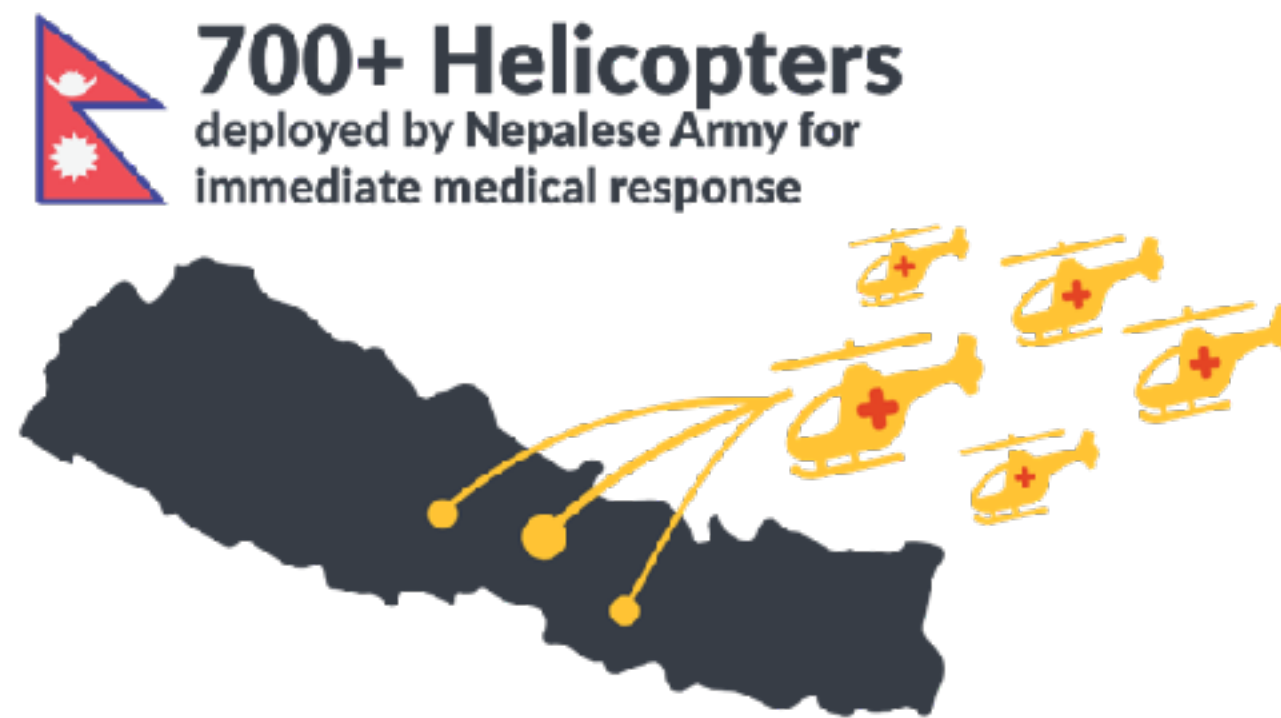 700+ Helicopters
deployed by Nepalese Army for
immediate medical response